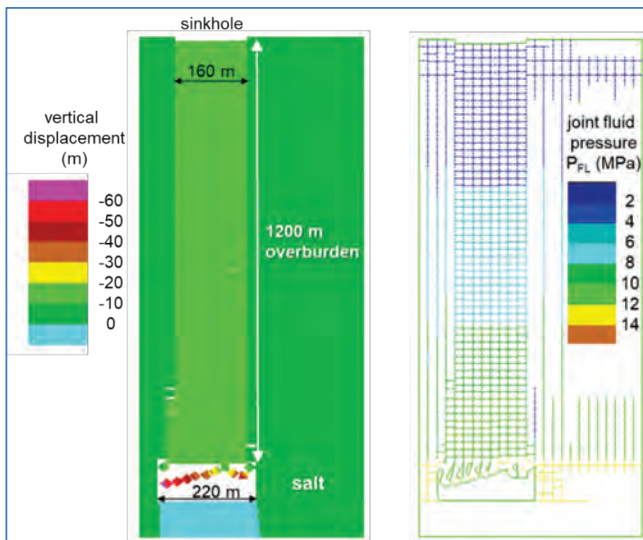 sinkhole
160 m
vertical
displacement
(m)
-60
-50
-40
-30
-20
-10
0
1200 m
overburden
salt
220 m
joint fluid
pressure
P_FL (MPa)
2
4
6
8
10
12
14